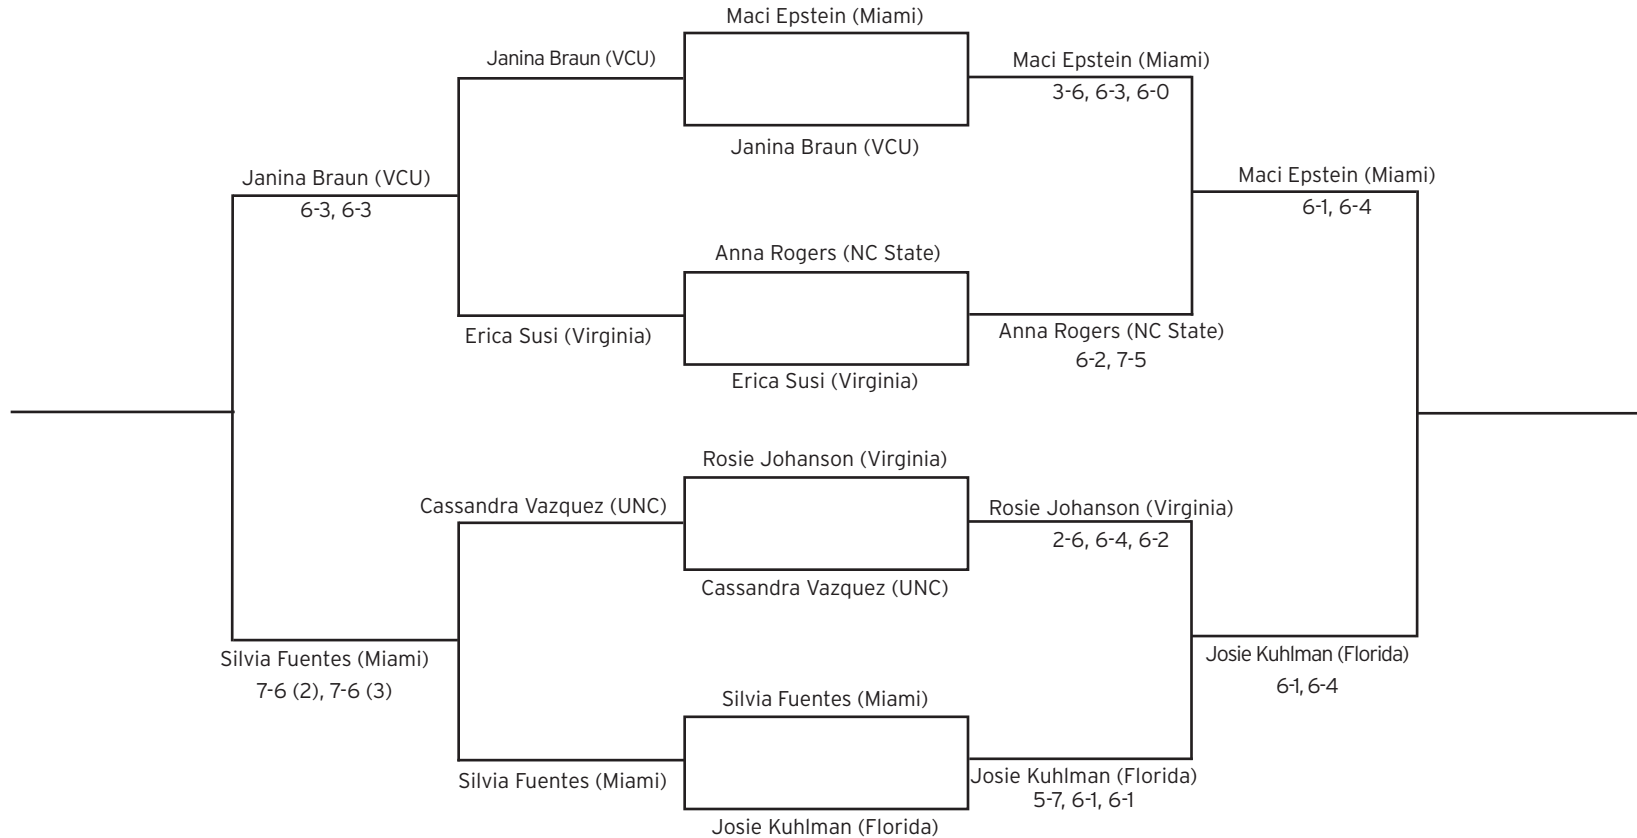 Maci Epstein (Miami)
Janina Braun (VCU)
Maci Epstein (Miami)
3-6, 6-3, 6-0
Janina Braun (VCU)
Janina Braun (VCU)
6-3, 6-3
Maci Epstein (Miami)
6-1, 6-4
Anna Rogers (NC State)
Erica Susi (Virginia)
Anna Rogers (NC State)
6-2, 7-5
Erica Susi (Virginia)
Rosie Johanson (Virginia)
Cassandra Vazquez (UNC)
Rosie Johanson (Virginia)
2-6, 6-4, 6-2
Cassandra Vazquez (UNC)
Silvia Fuentes (Miami)
7-6 (2), 7-6 (3)
Josie Kuhlman (Florida)
6-1, 6-4
Silvia Fuentes (Miami)
Silvia Fuentes (Miami)
Josie Kuhlman (Florida)
5-7, 6-1, 6-1
Josie Kuhlman (Florida)